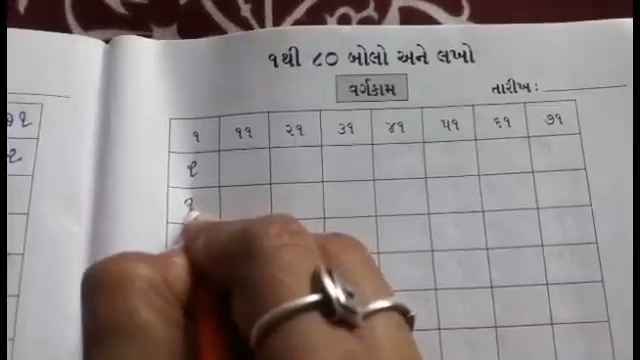 ૧થી ૮૦ બોલો અને લખો
વર્ગકામ
તારીખ:
૧ ૧૧ ૨૧ ૩૧ ૪૧ ૫૧ ૬૧ ૭૧
૨